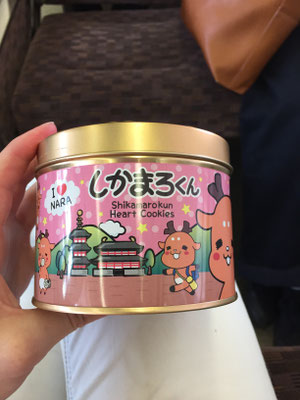 I ♥
NARA
しかまろくん
Shikamarokun
Heart Cookies